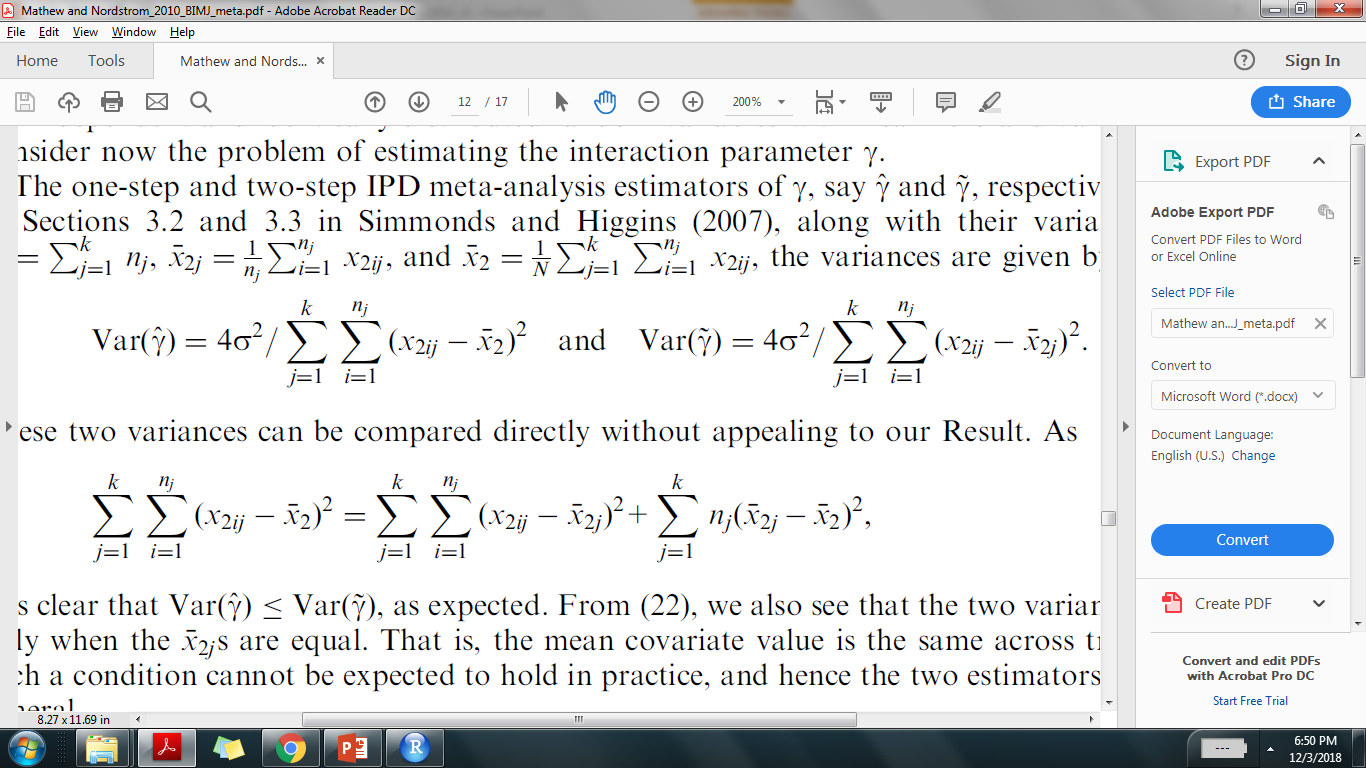 Mathew and Nordstrom_2010_BIMJ_meta.pdf - Adobe Acrobat Reader DC
File Edit View Window Help
Home Tools Mathew and Nords... × ? Sign In
12 / 17 200% Share
nsider now the problem of estimating the interaction parameter γ.
The one-step and two-step IPD meta-analysis estimators of γ, say γ̂ and γ̃, respectiv
Sections 3.2 and 3.3 in Simmonds and Higgins (2007), along with their varia
= ∑_{j=1}^{k} n_j, x̄_{2j} = \frac{1}{n_j} ∑_{i=1}^{n_j} x_{2ij}, and x̄_2 = \frac{1}{N} ∑_{j=1}^{k} ∑_{i=1}^{n_j} x_{2ij}, the variances are given b
Var(γ̂) = 4σ²/ ∑_{j=1}^{k} ∑_{i=1}^{n_j} (x_{2ij} − x̄_2)² and Var(γ̃) = 4σ²/ ∑_{j=1}^{k} ∑_{i=1}^{n_j} (x_{2ij} − x̄_{2j})².
ese two variances can be compared directly without appealing to our Result. As
∑_{j=1}^{k} ∑_{i=1}^{n_j} (x_{2ij} − x̄_2)² = ∑_{j=1}^{k} ∑_{i=1}^{n_j} (x_{2ij} − x̄_{2j})² + ∑_{j=1}^{k} n_j(x̄_{2j} − x̄_2)²,
s clear that Var(γ̂) ≤ Var(γ̃), as expected. From (22), we also see that the two varian
ly when the x̄_{2j}s are equal. That is, the mean covariate value is the same across t
ch a condition cannot be expected to hold in practice, and hence the two estimators
8.27 x 11.69 in
Export PDF
Adobe Export PDF
Convert PDF Files to Word
or Excel Online
Select PDF File
Mathew an...J_meta.pdf
Convert to
Microsoft Word (*.docx)
Document Language:
English (U.S.) Change
Convert
Create PDF
Convert and edit PDFs
with Acrobat Pro DC
Start Free Trial
6:50 PM
12/3/2018